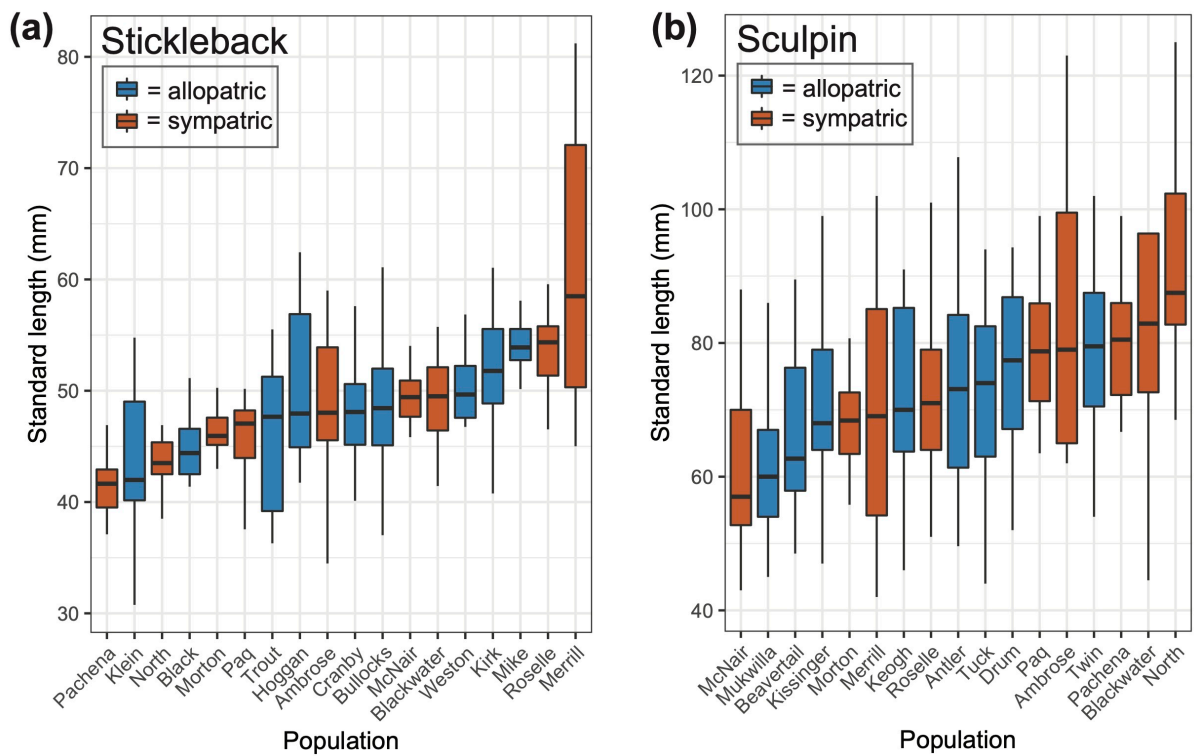 (a)
Stickleback
= allopatric
= sympatric
80
70
60
50
40
30
Standard length (mm)
Pachena
Klein
North
Black
Morton
Paq
Trout
Hoggan
Ambrose
Cranby
Bullocks
McNair
Blackwater
Weston
Kirk
Mike
Roselle
Merrill
Population
(b)
Sculpin
= allopatric
= sympatric
120
100
80
60
40
Standard length (mm)
McNair
Mukwilla
Beavertail
Kissinger
Morton
Merrill
Keogh
Roselle
Antler
Tuck
Drum
Paq
Ambrose
Twin
Pachena
Blackwater
North
Population